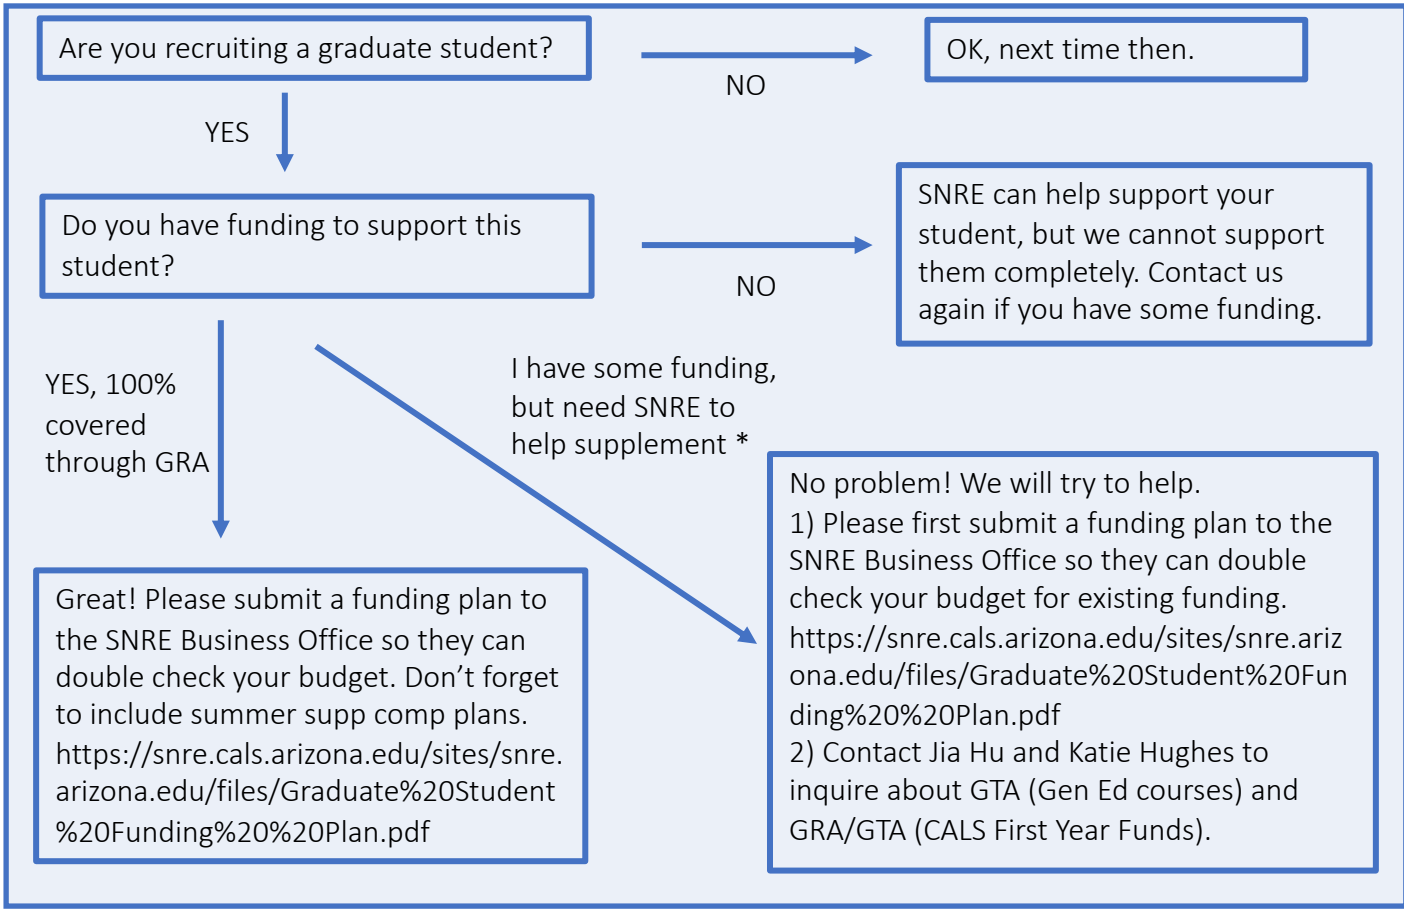 Are you recruiting a graduate student?
NO
OK, next time then.
YES
Do you have funding to support this
student?
NO
SNRE can help support your
student, but we cannot support
them completely. Contact us
again if you have some funding.
YES, 100%
covered
through GRA
I have some funding,
but need SNRE to
help supplement *
Great! Please submit a funding plan to
the SNRE Business Office so they can
double check your budget. Don’t forget
to include summer supp comp plans.
https://snre.cals.arizona.edu/sites/snre.
arizona.edu/files/Graduate%20Student
%20Funding%20%20Plan.pdf
No problem! We will try to help.
1) Please first submit a funding plan to the
SNRE Business Office so they can double
check your budget for existing funding.
https://snre.cals.arizona.edu/sites/snre.ariz
ona.edu/files/Graduate%20Student%20Fun
ding%20%20Plan.pdf
2) Contact Jia Hu and Katie Hughes to
inquire about GTA (Gen Ed courses) and
GRA/GTA (CALS First Year Funds).